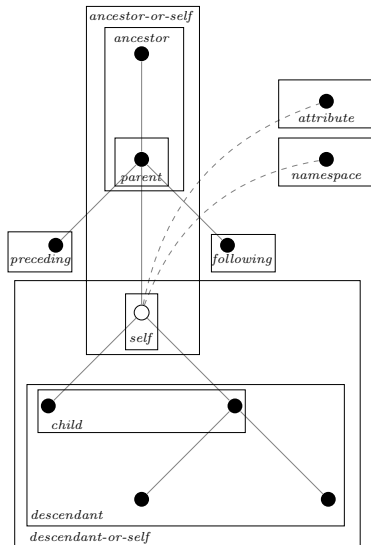 ancestor-or-self
ancestor
attribute
parent
namespace
preceding
following
self
child
descendant
descendant-or-self